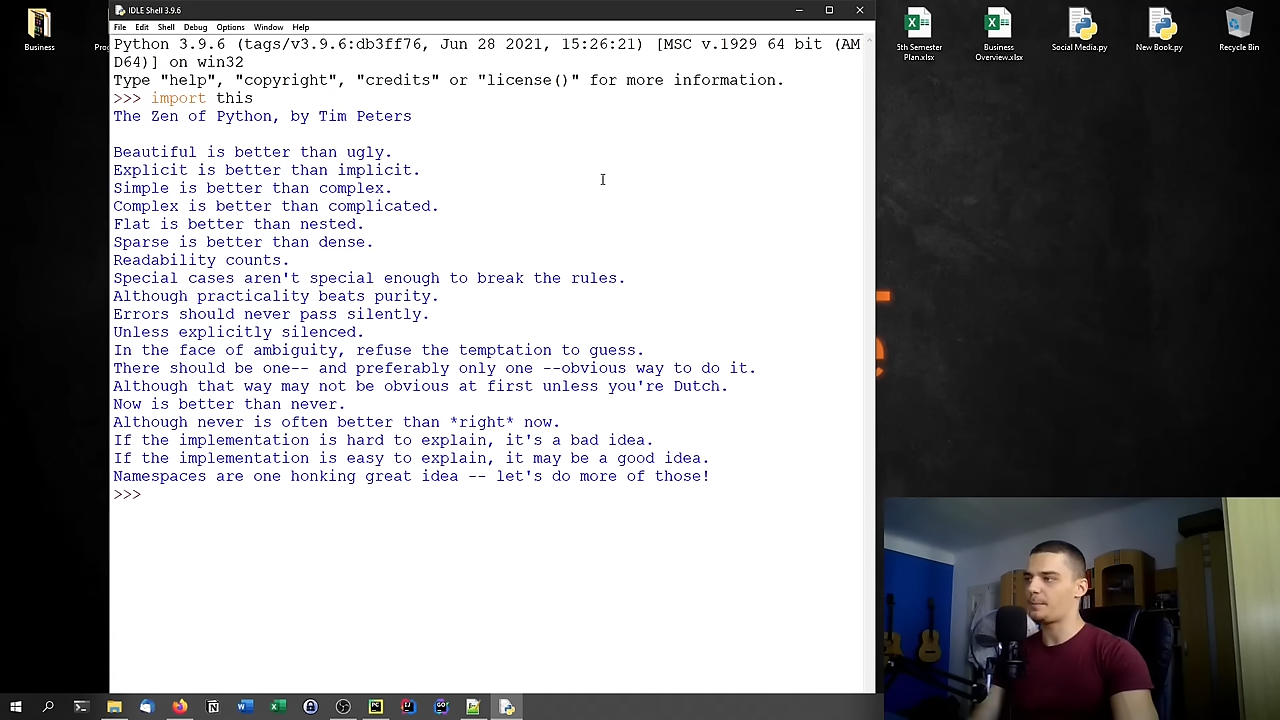 IDLE Shell 3.9.6
File Edit Shell Debug Options Window Help
Python 3.9.6 (tags/v3.9.6:db3ff76, Jun 28 2021, 15:26:21) [MSC v.1929 64 bit (AM
D64)] on win32
Type "help", "copyright", "credits" or "license()" for more information.
>>> import this
The Zen of Python, by Tim Peters
Beautiful is better than ugly.
Explicit is better than implicit.
Simple is better than complex.
Complex is better than complicated.
Flat is better than nested.
Sparse is better than dense.
Readability counts.
Special cases aren't special enough to break the rules.
Although practicality beats purity.
Errors should never pass silently.
Unless explicitly silenced.
In the face of ambiguity, refuse the temptation to guess.
There should be one-- and preferably only one --obvious way to do it.
Although that way may not be obvious at first unless you're Dutch.
Now is better than never.
Although never is often better than *right* now.
If the implementation is hard to explain, it's a bad idea.
If the implementation is easy to explain, it may be a good idea.
Namespaces are one honking great idea -- let's do more of those!
>>>
Business
5th Semester
Plan.xlsx
Business
Overview.xlsx
Social Media.py
New Book.py
Recycle Bin